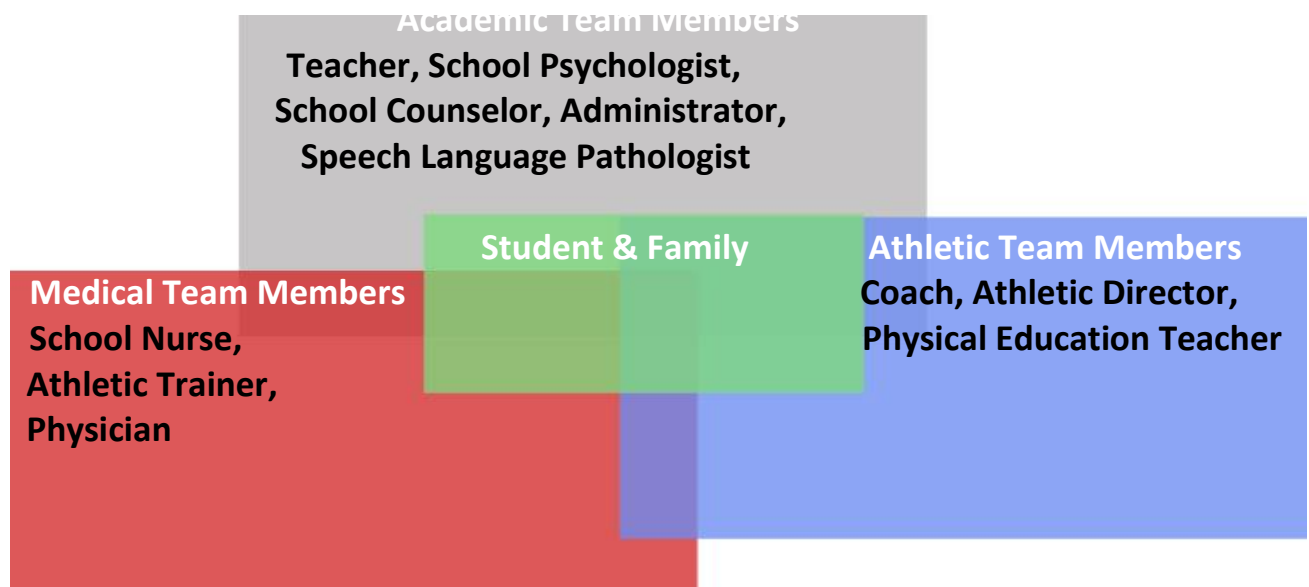 Academic Team Members
Teacher, School Psychologist,
School Counselor, Administrator,
Speech Language Pathologist
Student & Family
Medical Team Members
School Nurse,
Athletic Trainer,
Physician
Athletic Team Members
Coach, Athletic Director,
Physical Education Teacher